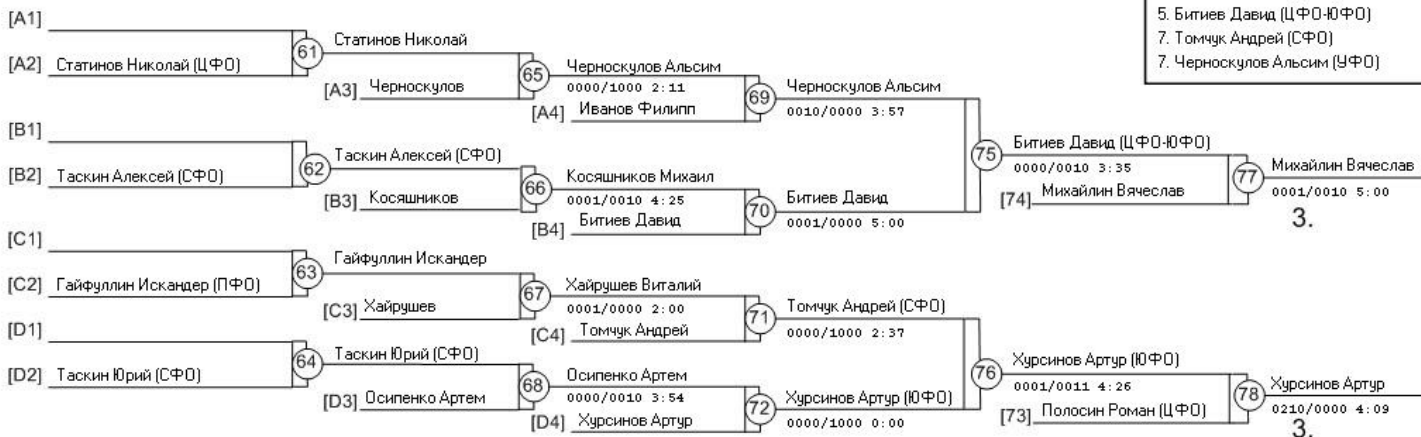 5. Битиев Давид (ЦФО-ЮФО)
7. Томчук Андрей (СФО)
7. Черноскулов Альсим (УФО)
[A1]
[A2] Статинов Николай (ЦФО)
61
Статинов Николай
[A3] Черноскулов
65
Черноскулов Альсим
0000/1000 2:11
[A4] Иванов Филипп
69
Черноскулов Альсим
0010/0000 3:57
[B1]
[B2] Таскин Алексей (СФО)
62
Таскин Алексей (СФО)
[B3] Косяшников
66
Косяшников Михаил
0001/0010 4:25
[B4] Битиев Давид
70
Битиев Давид
0001/0000 5:00
75
Битиев Давид (ЦФО-ЮФО)
0000/0010 3:35
[74] Михайлин Вячеслав
77
Михайлин Вячеслав
0001/0010 5:00
3.
[C1]
[C2] Гайфуллин Искандер (ПФО)
63
Гайфуллин Искандер
[C3] Хайрушев
67
Хайрушев Виталий
0001/0000 2:00
[C4] Томчук Андрей
71
Томчук Андрей (СФО)
0000/1000 2:37
[D1]
[D2] Таскин Юрий (СФО)
64
Таскин Юрий (СФО)
[D3] Осипенко Артем
68
Осипенко Артем
0000/0010 3:54
[D4] Хурсинов Артур
72
Хурсинов Артур (ЮФО)
0000/1000 0:00
76
Хурсинов Артур (ЮФО)
0001/0011 4:26
[73] Полосин Роман (ЦФО)
78
Хурсинов Артур
0210/0000 4:09
3.